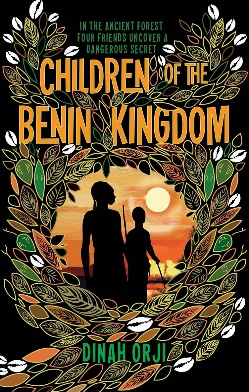 IN THE ANCIENT FOREST
FOUR FRIENDS UNCOVER A
DANGEROUS SECRET
CHILDREN OF THE
BENIN KINGDOM
DINAH ORJI